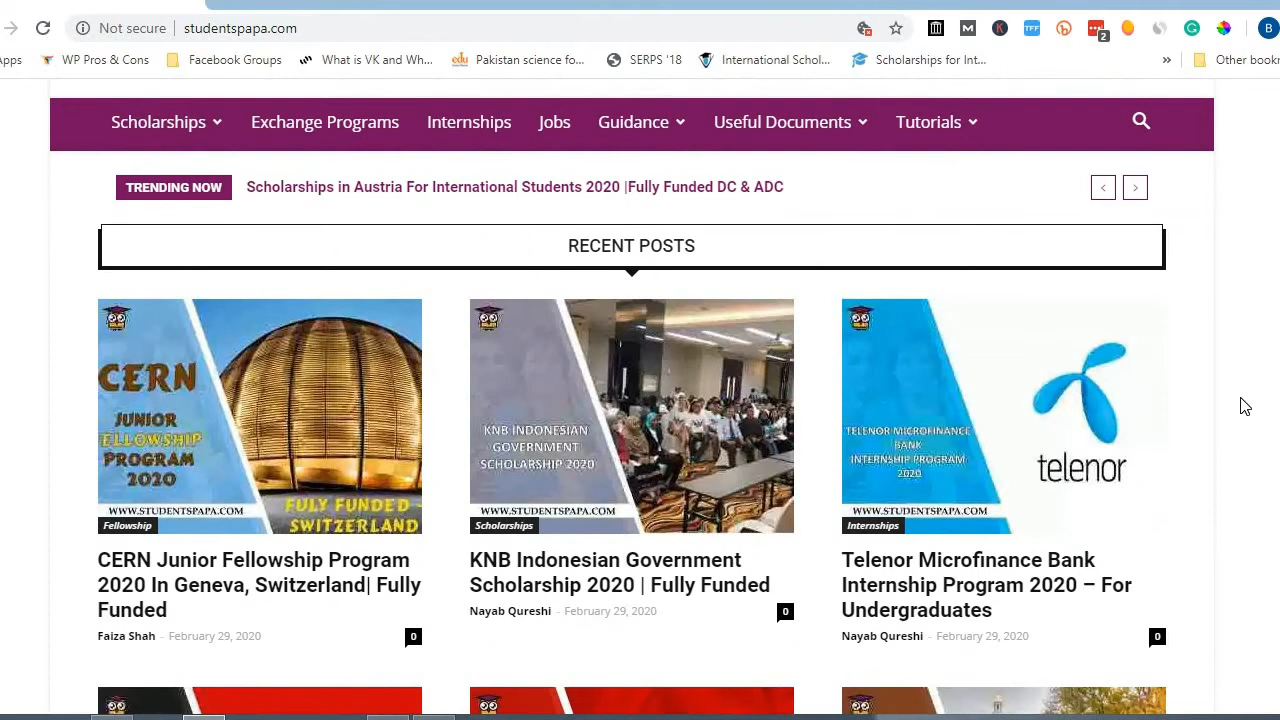 Not secure studentspapa.com
2
B
Apps WP Pros & Cons Facebook Groups What is VK and Wh... Pakistan science fo... SERPS '18 International Schol... Scholarships for Int... » Other bookr
Scholarships Exchange Programs Internships Jobs Guidance Useful Documents Tutorials
TRENDING NOW Scholarships in Austria For International Students 2020 |Fully Funded DC & ADC
RECENT POSTS
CERN
JUNIOR
FELLOWSHIP
PROGRAM
2020
FULY FUNDED -
SWITZERLAND
WWW.STUDENTSPAPA.COM
Fellowship
CERN Junior Fellowship Program
2020 In Geneva, Switzerland| Fully
Funded
Faiza Shah - February 29, 2020 0
KNB INDONESIAN
GOVERNMENT
SCHOLARSHIP 2020
WWW.STUDENTSPAPA.COM
Scholarships
KNB Indonesian Government
Scholarship 2020 | Fully Funded
Nayab Qureshi - February 29, 2020 0
TELENOR MICROFINANCE
BANK
INTERNSHIP PROGRAM
2020
telenor
WWW.STUDENTSPAPA.COM
Internships
Telenor Microfinance Bank
Internship Program 2020 – For
Undergraduates
Nayab Qureshi - February 29, 2020 0